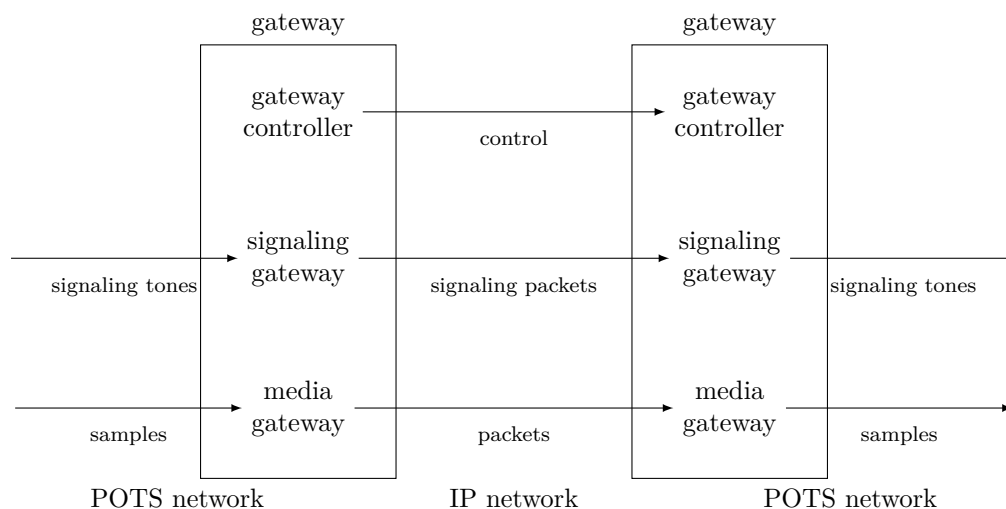 gateway
gateway
gateway
controller
gateway
controller
control
signaling
gateway
signaling
gateway
signaling tones
signaling packets
signaling tones
media
gateway
media
gateway
samples
packets
samples
POTS network
IP network
POTS network